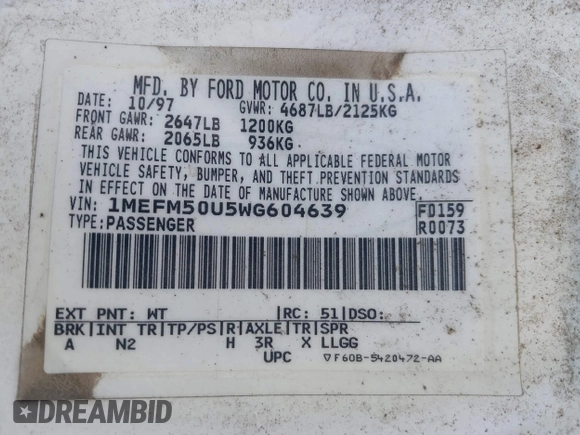 MFD. BY FORD MOTOR CO. IN U.S.A.
DATE: 10/97 GVWR: 4687LB/2125KG
FRONT GAWR: 2647LB 1200KG
REAR GAWR: 2065LB 936KG
THIS VEHICLE CONFORMS TO ALL APPLICABLE FEDERAL MOTOR
VEHICLE SAFETY, BUMPER, AND THEFT PREVENTION STANDARDS
IN EFFECT ON THE DATE OF MANUFACTURE SHOWN ABOVE.
VIN: 1MEFM50U5WG604639 F0159
TYPE: PASSENGER R0073
EXT PNT: WT |RC: 51|DSO:
BRK|INT TR|TP/PS|R|AXLE|TR|SPR
A N2 H 3R X LLGG
UPC ▽F60B-5420472-AA
DREAMBID